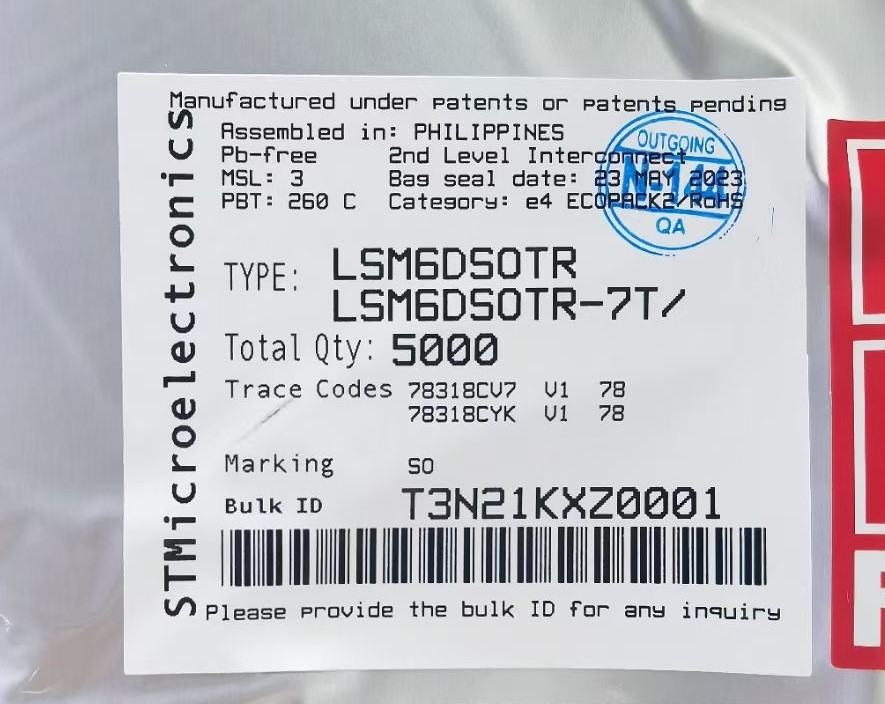 Manufactured under patents or patents pending
STMicroelectronics
Assembled in: PHILIPPINES
Pb-free 2nd Level Interconnect
MSL: 3 Bag seal date: 23 MAY 2023
PBT: 260 C Category: e4 ECOPACK2/RoHS
OUTGOING
N-144
QA
TYPE: LSM6DSOTR
LSM6DSOTR-7T/
Total Qty: 5000
Trace Codes 78318CV7 V1 78
78318CYK V1 78
Marking SO
Bulk ID T3N21KXZ0001
Please provide the bulk ID for any inquiry